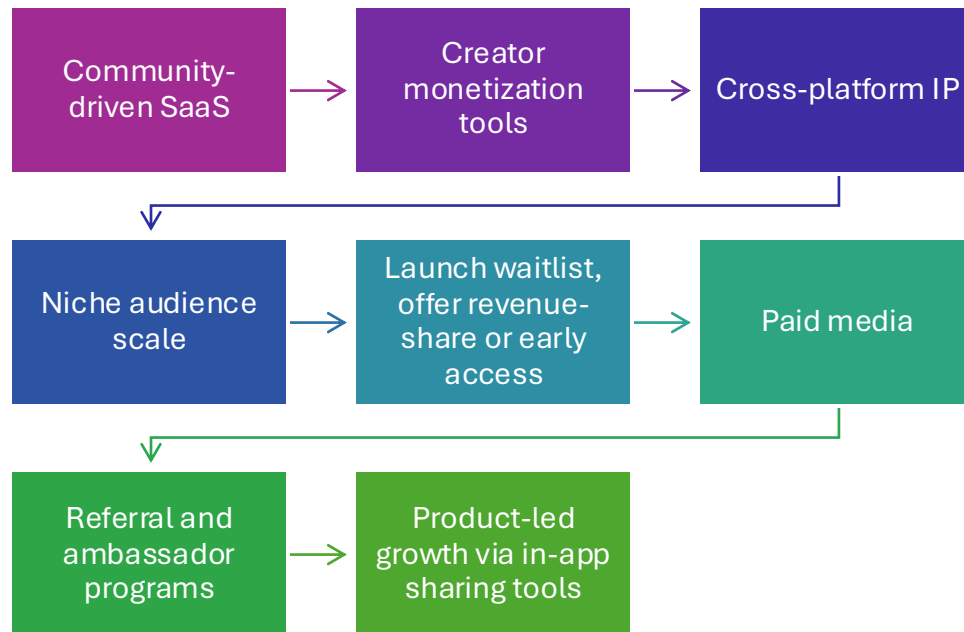 Community-
driven SaaS
Creator
monetization
tools
Cross-platform IP
Niche audience
scale
Launch waitlist,
offer revenue-
share or early
access
Paid media
Referral and
ambassador
programs
Product-led
growth via in-app
sharing tools